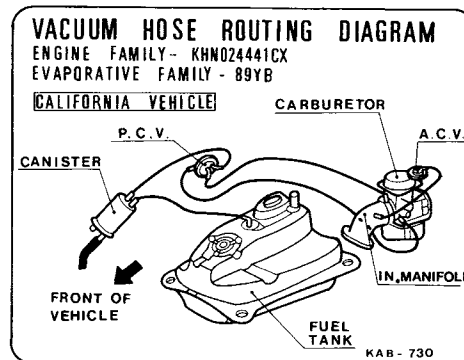 VACUUM HOSE ROUTING DIAGRAM
ENGINE FAMILY- KHN024441CX
EVAPORATIVE FAMILY - 89YB
CALIFORNIA VEHICLE
CARBURETOR
P.C.V.
A.C.V.
CANISTER
IN.MANIFOLD
FRONT OF
VEHICLE
FUEL
TANK
KAB-730